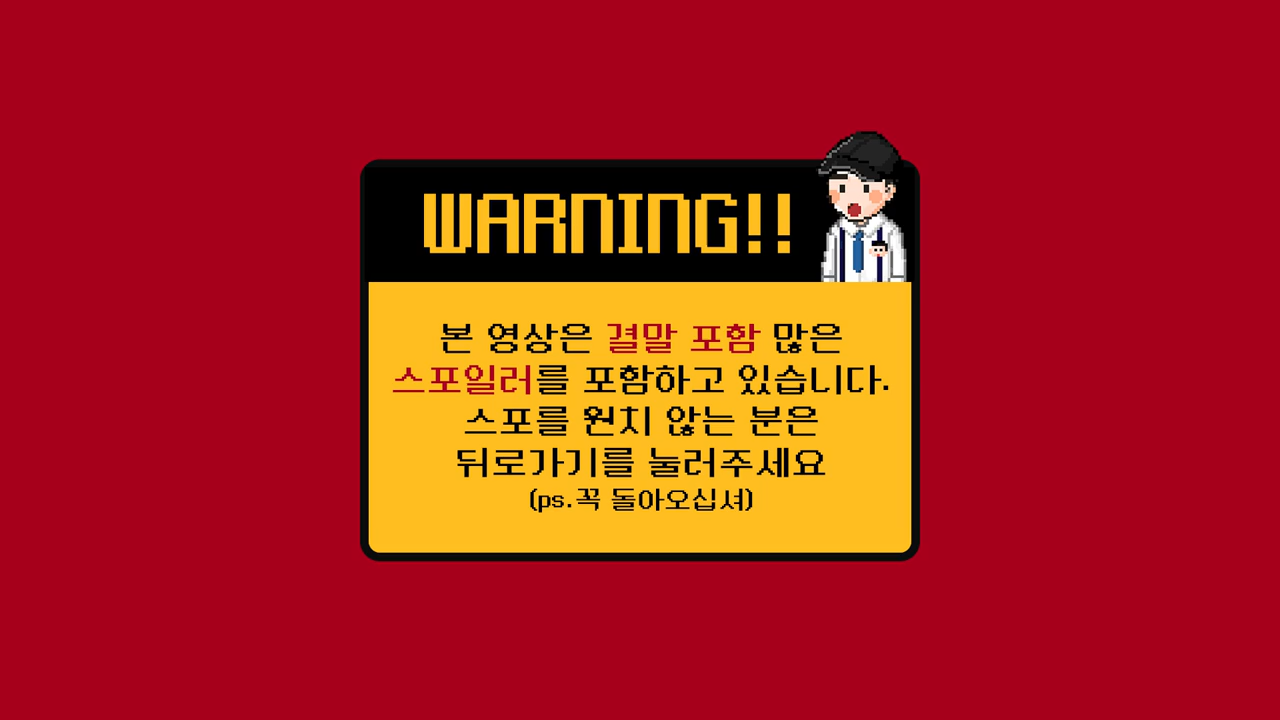 WARNING!!
본 영상은 결말 포함 많은
스포일러를 포함하고 있습니다.
스포를 원치 않는 분은
뒤로가기를 눌러주세요
(ps.꼭 돌아오십셔)